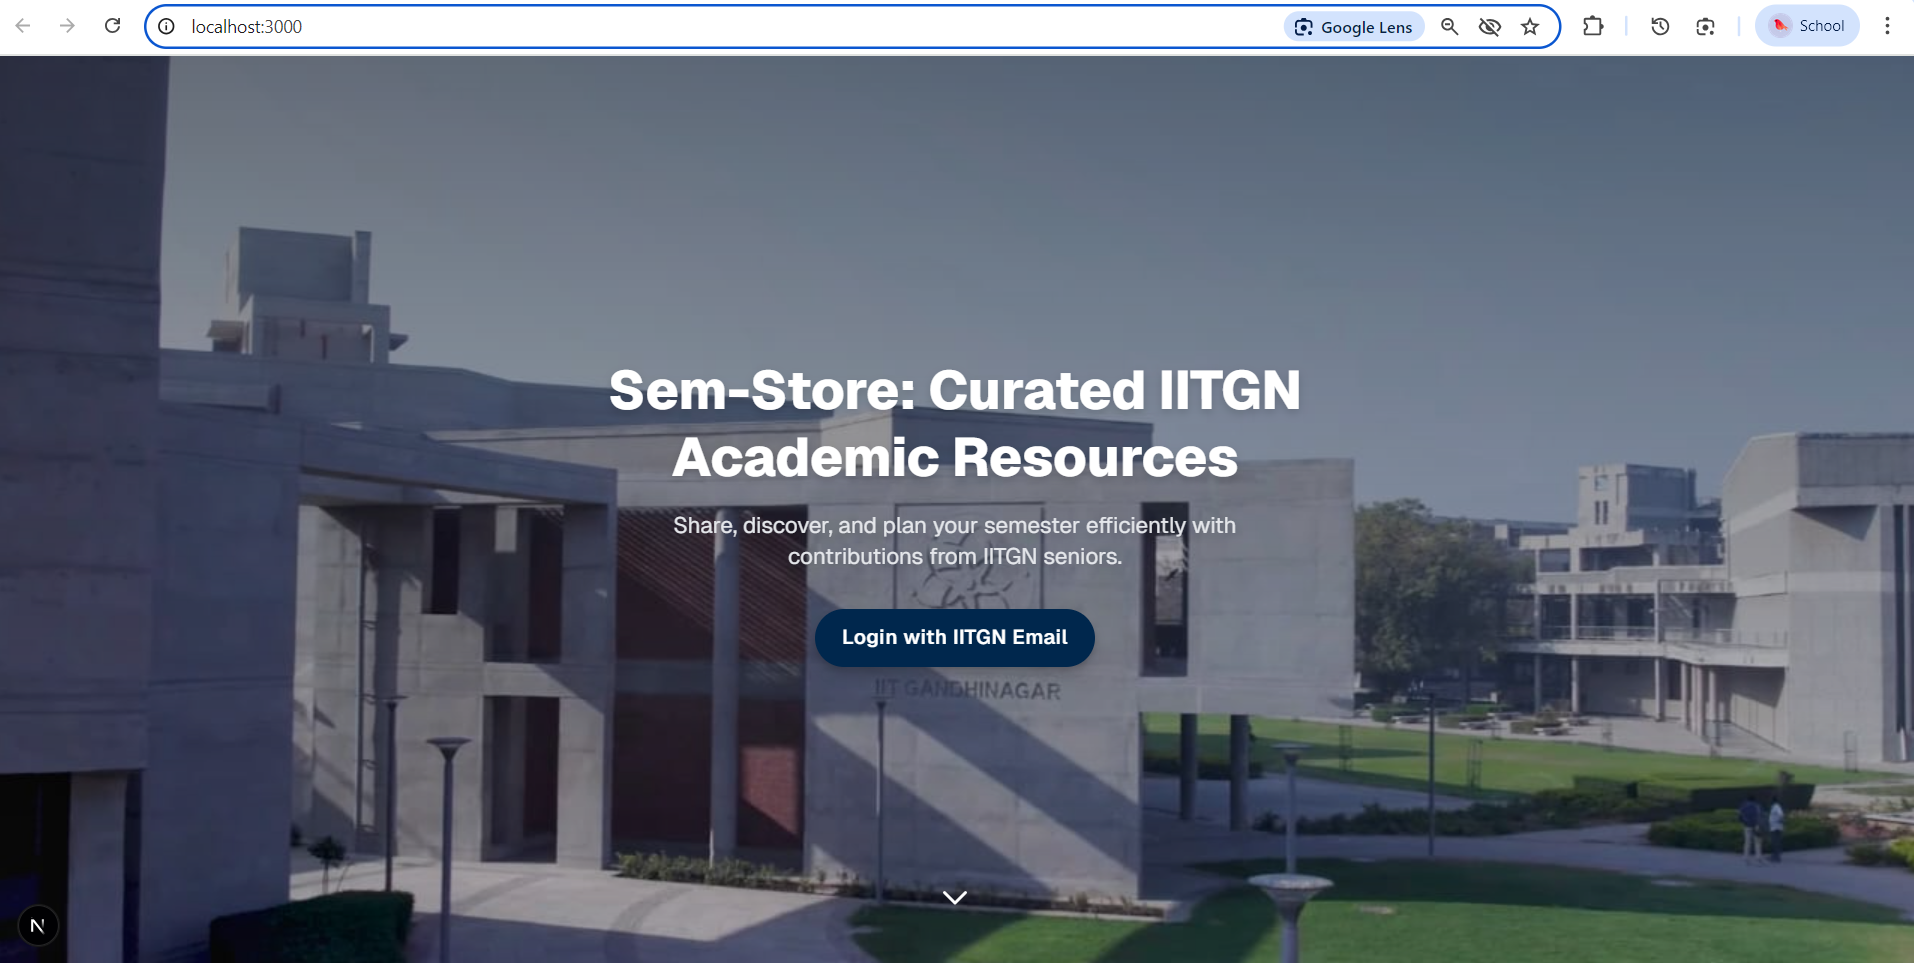 localhost:3000
Google Lens
School
Sem-Store: Curated IITGN
Academic Resources
Share, discover, and plan your semester efficiently with
contributions from IITGN seniors.
Login with IITGN Email
IIT GANDHINAGAR
N